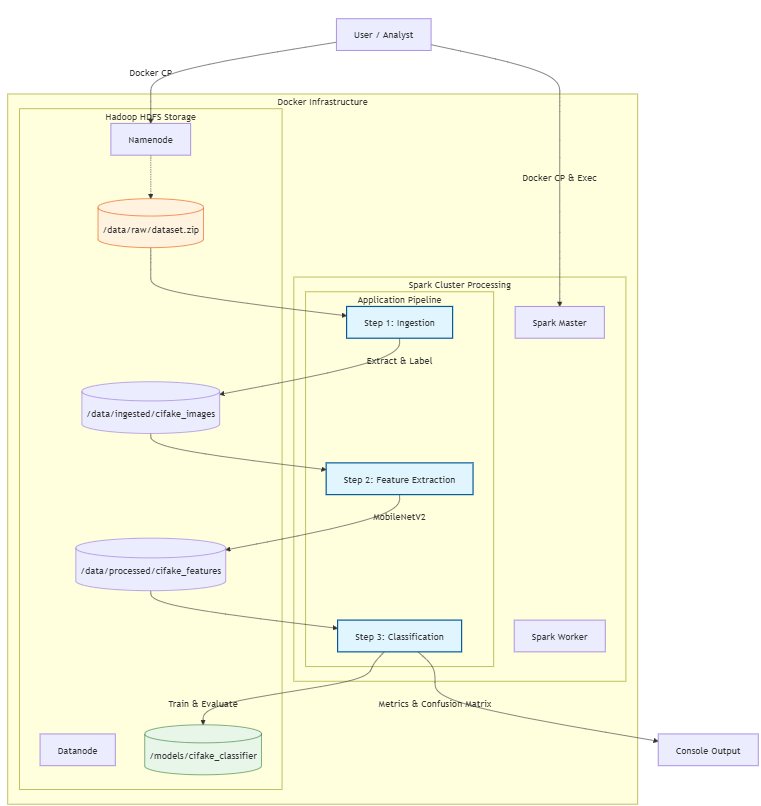 User / Analyst
Docker CP
Docker Infrastructure
Hadoop HDFS Storage
Namenode
Docker CP & Exec
/data/raw/dataset.zip
Spark Cluster Processing
Application Pipeline
Step 1: Ingestion
Spark Master
Extract & Label
/data/ingested/cifake_images
Step 2: Feature Extraction
MobileNetV2
/data/processed/cifake_features
Step 3: Classification
Spark Worker
Train & Evaluate
Metrics & Confusion Matrix
Datanode
/models/cifake_classifier
Console Output